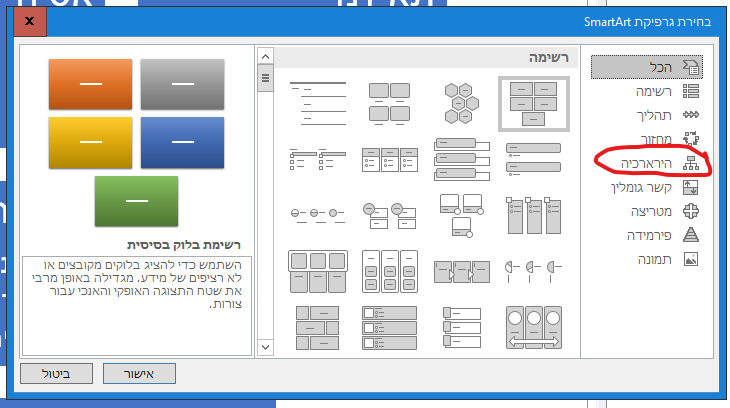 בחירת גרפיקת SmartArt
x
הכל
רשימה
תהליך
מחזור
היררכיה
קשר גומלין
מטריצה
פירמידה
תמונה
רשימה
רשימת בלוק בסיסית
השתמש כדי להציג בלוקים מקובצים או
לא רציפים של מידע. מגדילה באופן מרבי
את שטח התצוגה האופקי והאנכי עבור
צורות.
אישור
ביטול